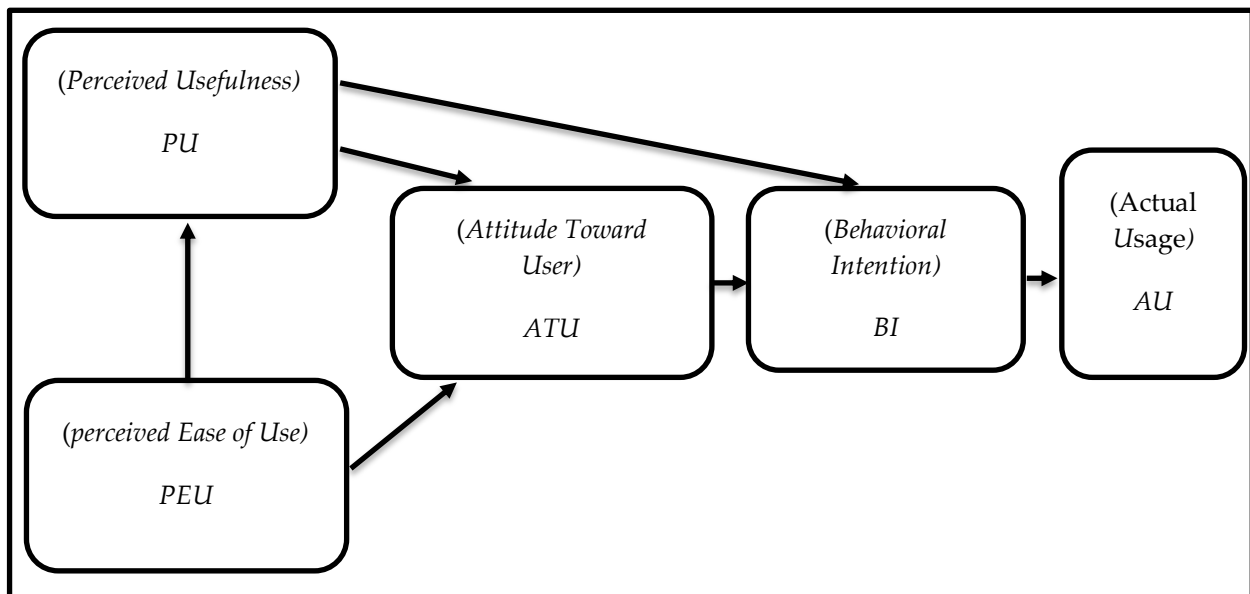 (Perceived Usefulness)
PU
(Attitude Toward
User)
ATU
(Behavioral
Intention)
BI
(Actual
Usage)
AU
(perceived Ease of Use)
PEU